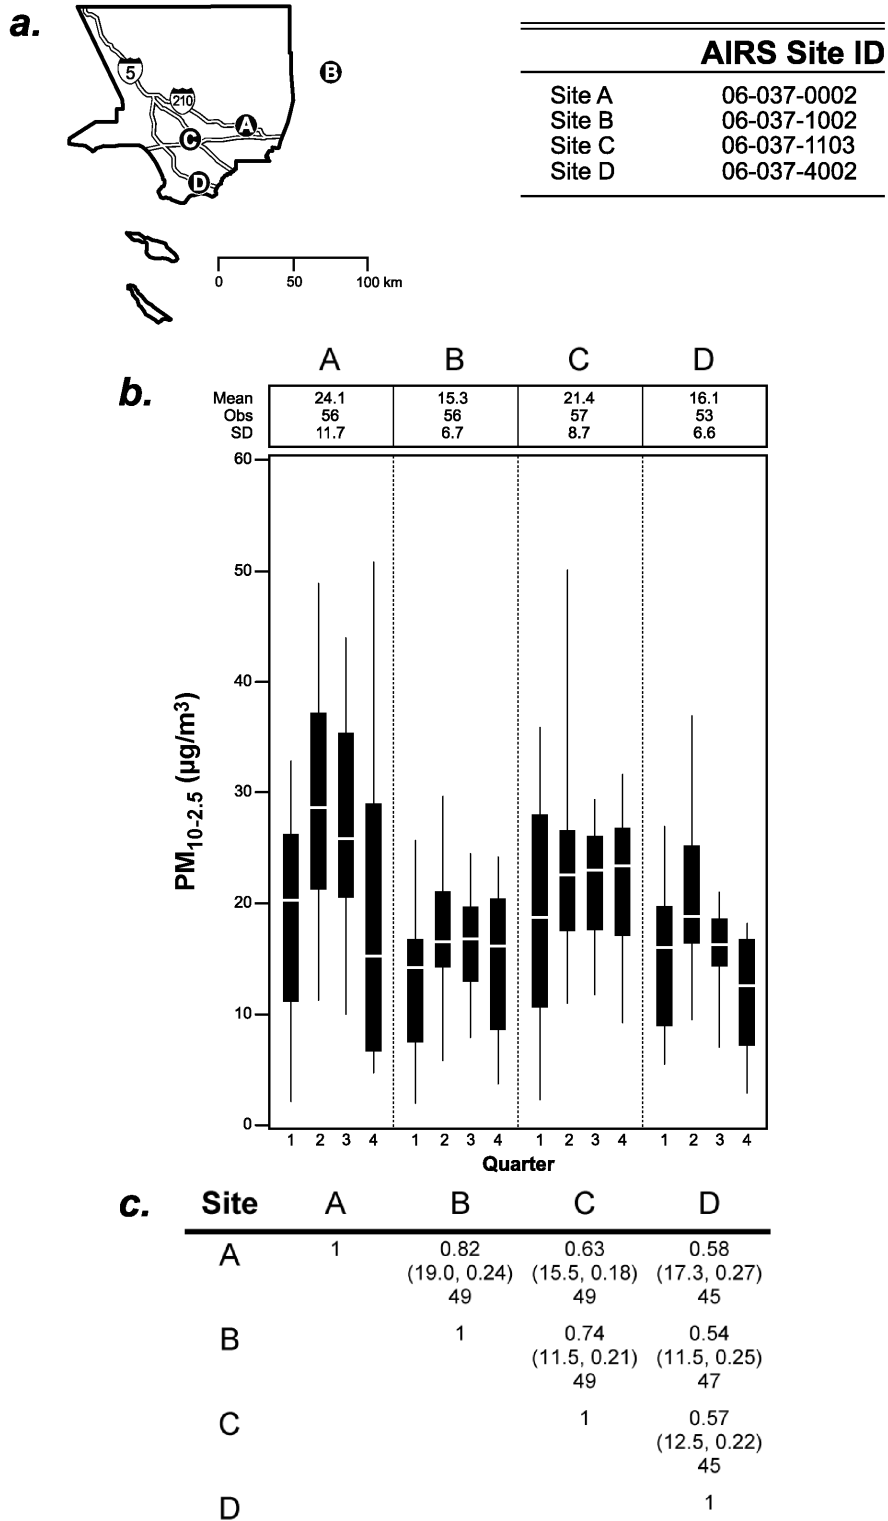 a.
5
210
A
B
C
D
0 50 100 km
AIRS Site ID
Site A 06-037-0002
Site B 06-037-1002
Site C 06-037-1103
Site D 06-037-4002
b.
A B C D
Mean 24.1 15.3 21.4 16.1
Obs 56 56 57 53
SD 11.7 6.7 8.7 6.6
60
50
40
30
20
10
0
PM10-2.5 (µg/m3)
1 2 3 4 1 2 3 4 1 2 3 4 1 2 3 4
Quarter
c.
Site A B C D
A 1 0.82 0.63 0.58
(19.0, 0.24) (15.5, 0.18) (17.3, 0.27)
49 49 45
B 1 0.74 0.54
(11.5, 0.21) (11.5, 0.25)
49 47
C 1 0.57
(12.5, 0.22)
45
D 1